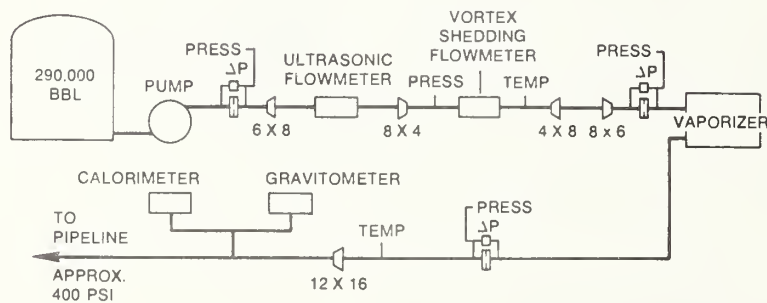 VORTEX
SHEDDING
FLOWMETER
PRESS
ΔP
ULTRASONIC
FLOWMETER
PRESS
TEMP
PRESS
ΔP
290.000
BBL
PUMP
6 X 8
8 X 4
4 X 8
8 x 6
VAPORIZER
CALORIMETER
GRAVITOMETER
TO
PIPELINE
APPROX.
400 PSI
TEMP
PRESS
ΔP
12 X 16